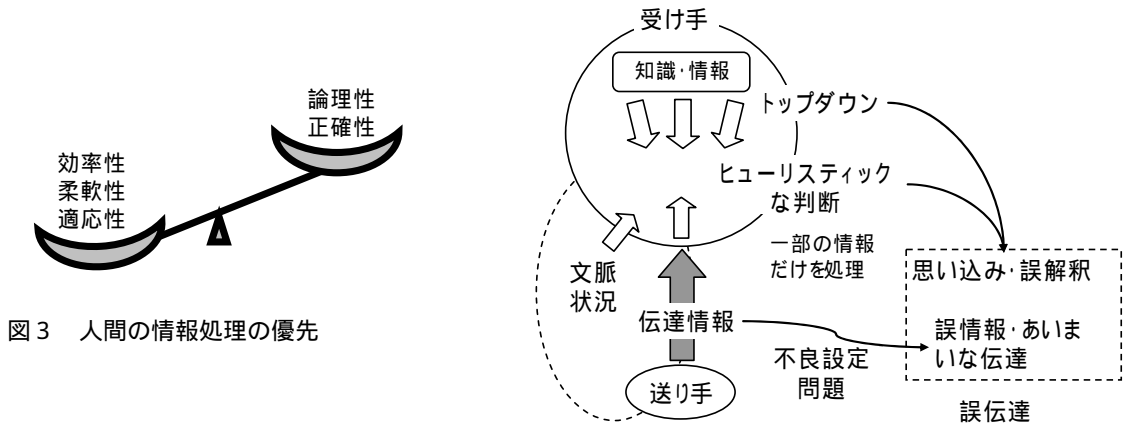 論理性
正確性
効率性
柔軟性
適応性
図３　人間の情報処理の優先
受け手
知識・情報
トップダウン
ヒューリスティック
な判断
一部の情報
だけを処理
文脈
状況
伝達情報
不良設定
問題
送り手
思い込み・誤解釈
誤情報・あいま
いな伝達
誤伝達